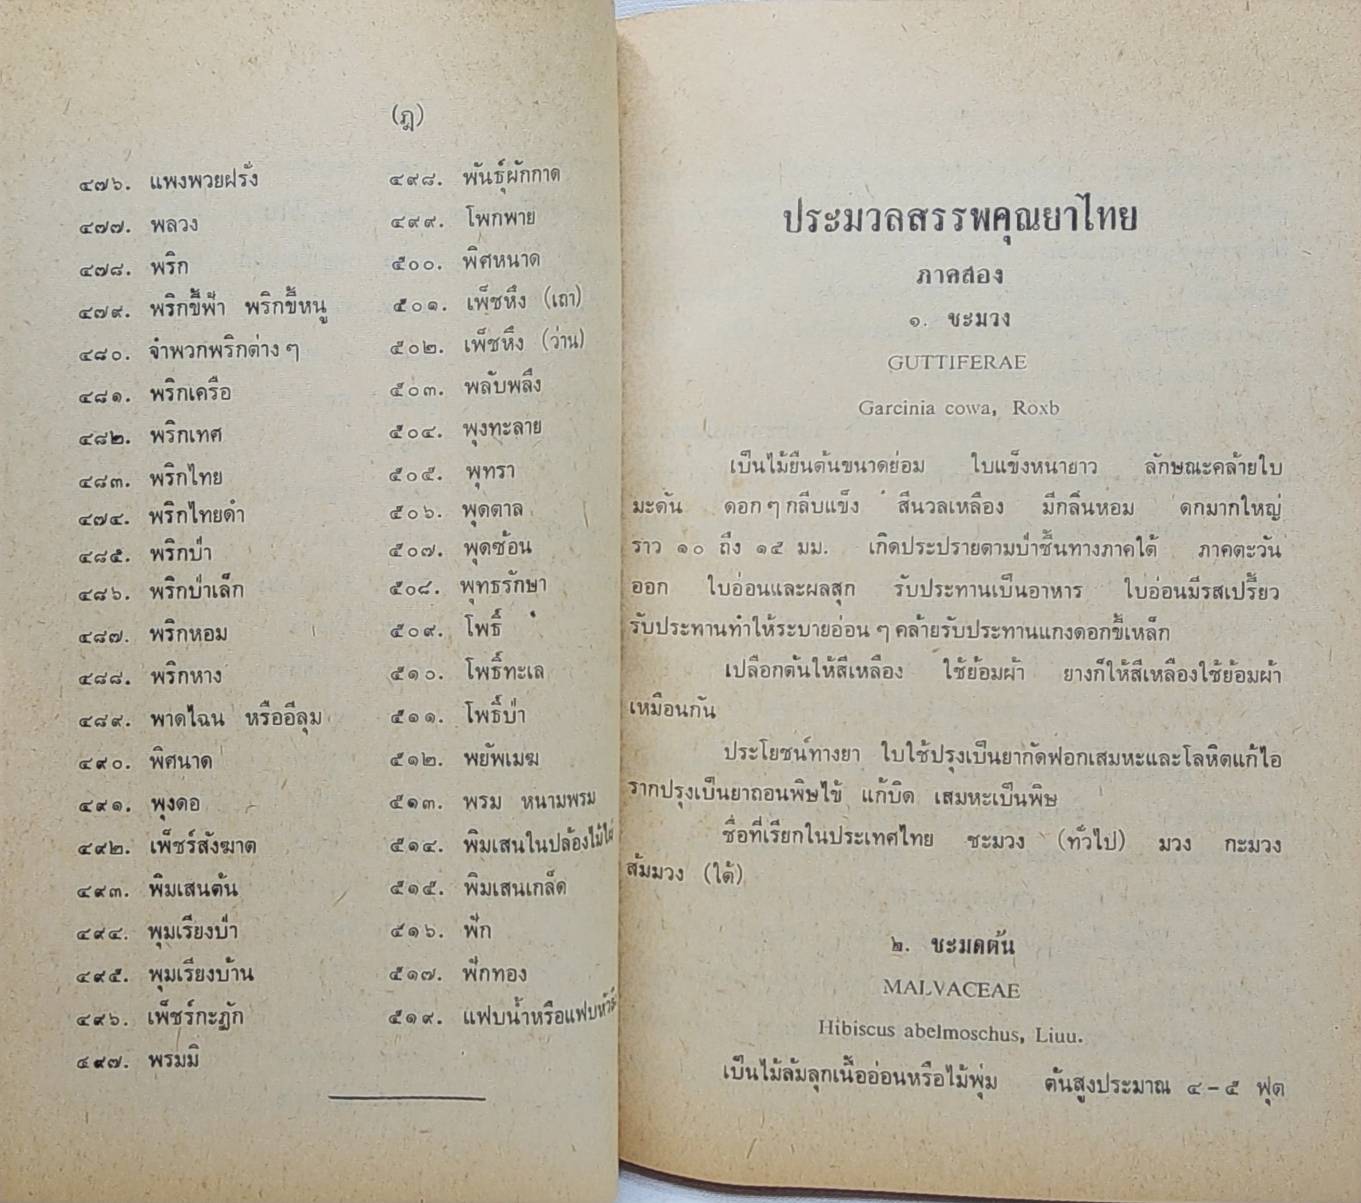 (ฎ)
๔๗๖. แพงพวยฝรั่ง
๔๗๗. พลวง
๔๗๘. พริก
๔๗๙. พริกขี้ฟ้า พริกขี้หนู
๔๘๐. จำพวกพริกต่าง ๆ
๔๘๑. พริกเครือ
๔๘๒. พริกเทศ
๔๘๓. พริกไทย
๔๗๔. พริกไทยดำ
๔๘๕. พริกป่า
๔๘๖. พริกป่าเล็ก
๔๘๗. พริกหอม
๔๘๘. พริกหาง
๔๘๙. พาดไฉน หรืออีลุม
๔๙๐. พิศนาด
๔๙๑. พุงดอ
๔๙๒. เพ็ชร์สังฆาต
๔๙๓. พิมเสนต้น
๔๙๔. พุมเรียงป่า
๔๙๕. พุมเรียงบ้าน
๔๙๖. เพ็ชร์กะฎัก
๔๙๗. พรมมิ
๔๙๘. พันธุ์ผักกาด
๔๙๙. โพกพาย
๕๐๐. พิศหนาด
๕๐๑. เพ็ชหึง (เถา)
๕๐๒. เพ็ชหึง (ว่าน)
๕๐๓. พลับพลึง
๕๐๔. พุงทะลาย
๕๐๕. พุทรา
๕๐๖. พุดตาล
๕๐๗. พุดซ้อน
๕๐๘. พุทธรักษา
๕๐๙. โพธิ์
๕๑๐. โพธิ์ทะเล
๕๑๑. โพธิ์ป่า
๕๑๒. พยัพเมฆ
๕๑๓. พรม หนามพรม
๕๑๔. พิมเสนในปล้องไม้ไผ่
๕๑๕. พิมเสนเกล็ด
๕๑๖. ฟัก
๕๑๗. ฟักทอง
๕๑๙. แฟบน้ำหรือแฟบ
ประมวลสรรพคุณยาไทย
ภาคสอง
๑. ชะมวง
GUTTIFERAE
Garcinia cowa, Roxb
เป็นไม้ยืนต้นขนาดย่อม ใบแข็งหนายาว ลักษณะคล้ายใบ
มะดัน ดอก ๆ กลีบแข็ง สีนวลเหลือง มีกลิ่นหอม ดกมากใหญ่
ราว ๑๐ ถึง ๑๕ มม. เกิดประปรายตามป่าชื้นทางภาคใต้ ภาคตะวัน
ออก ใบอ่อนและผลสุก รับประทานเป็นอาหาร ใบอ่อนมีรสเปรี้ยว
รับประทานทำให้ระบายอ่อน ๆ คล้ายรับประทานแกงดอกขี้เหล็ก
เปลือกต้นให้สีเหลือง ใช้ย้อมผ้า ยางก็ให้สีเหลืองใช้ย้อมผ้า
เหมือนกัน
ประโยชน์ทางยา ใบใช้ปรุงเป็นยากัดฟอกเสมหะและโลหิตแก้ไอ
รากปรุงเป็นยาถอนพิษไข้ แก้บิด เสมหะเป็นพิษ
ชื่อที่เรียกในประเทศไทย ชะมวง (ทั่วไป) มวง กะมวง
ส้มมวง (ใต้)
๒. ชะมดต้น
MALVACEAE
Hibiscus abelmoschus, Liuu.
เป็นไม้ล้มลุกเนื้ออ่อนหรือไม้พุ่ม ต้นสูงประมาณ ๔ - ๕ ฟุต